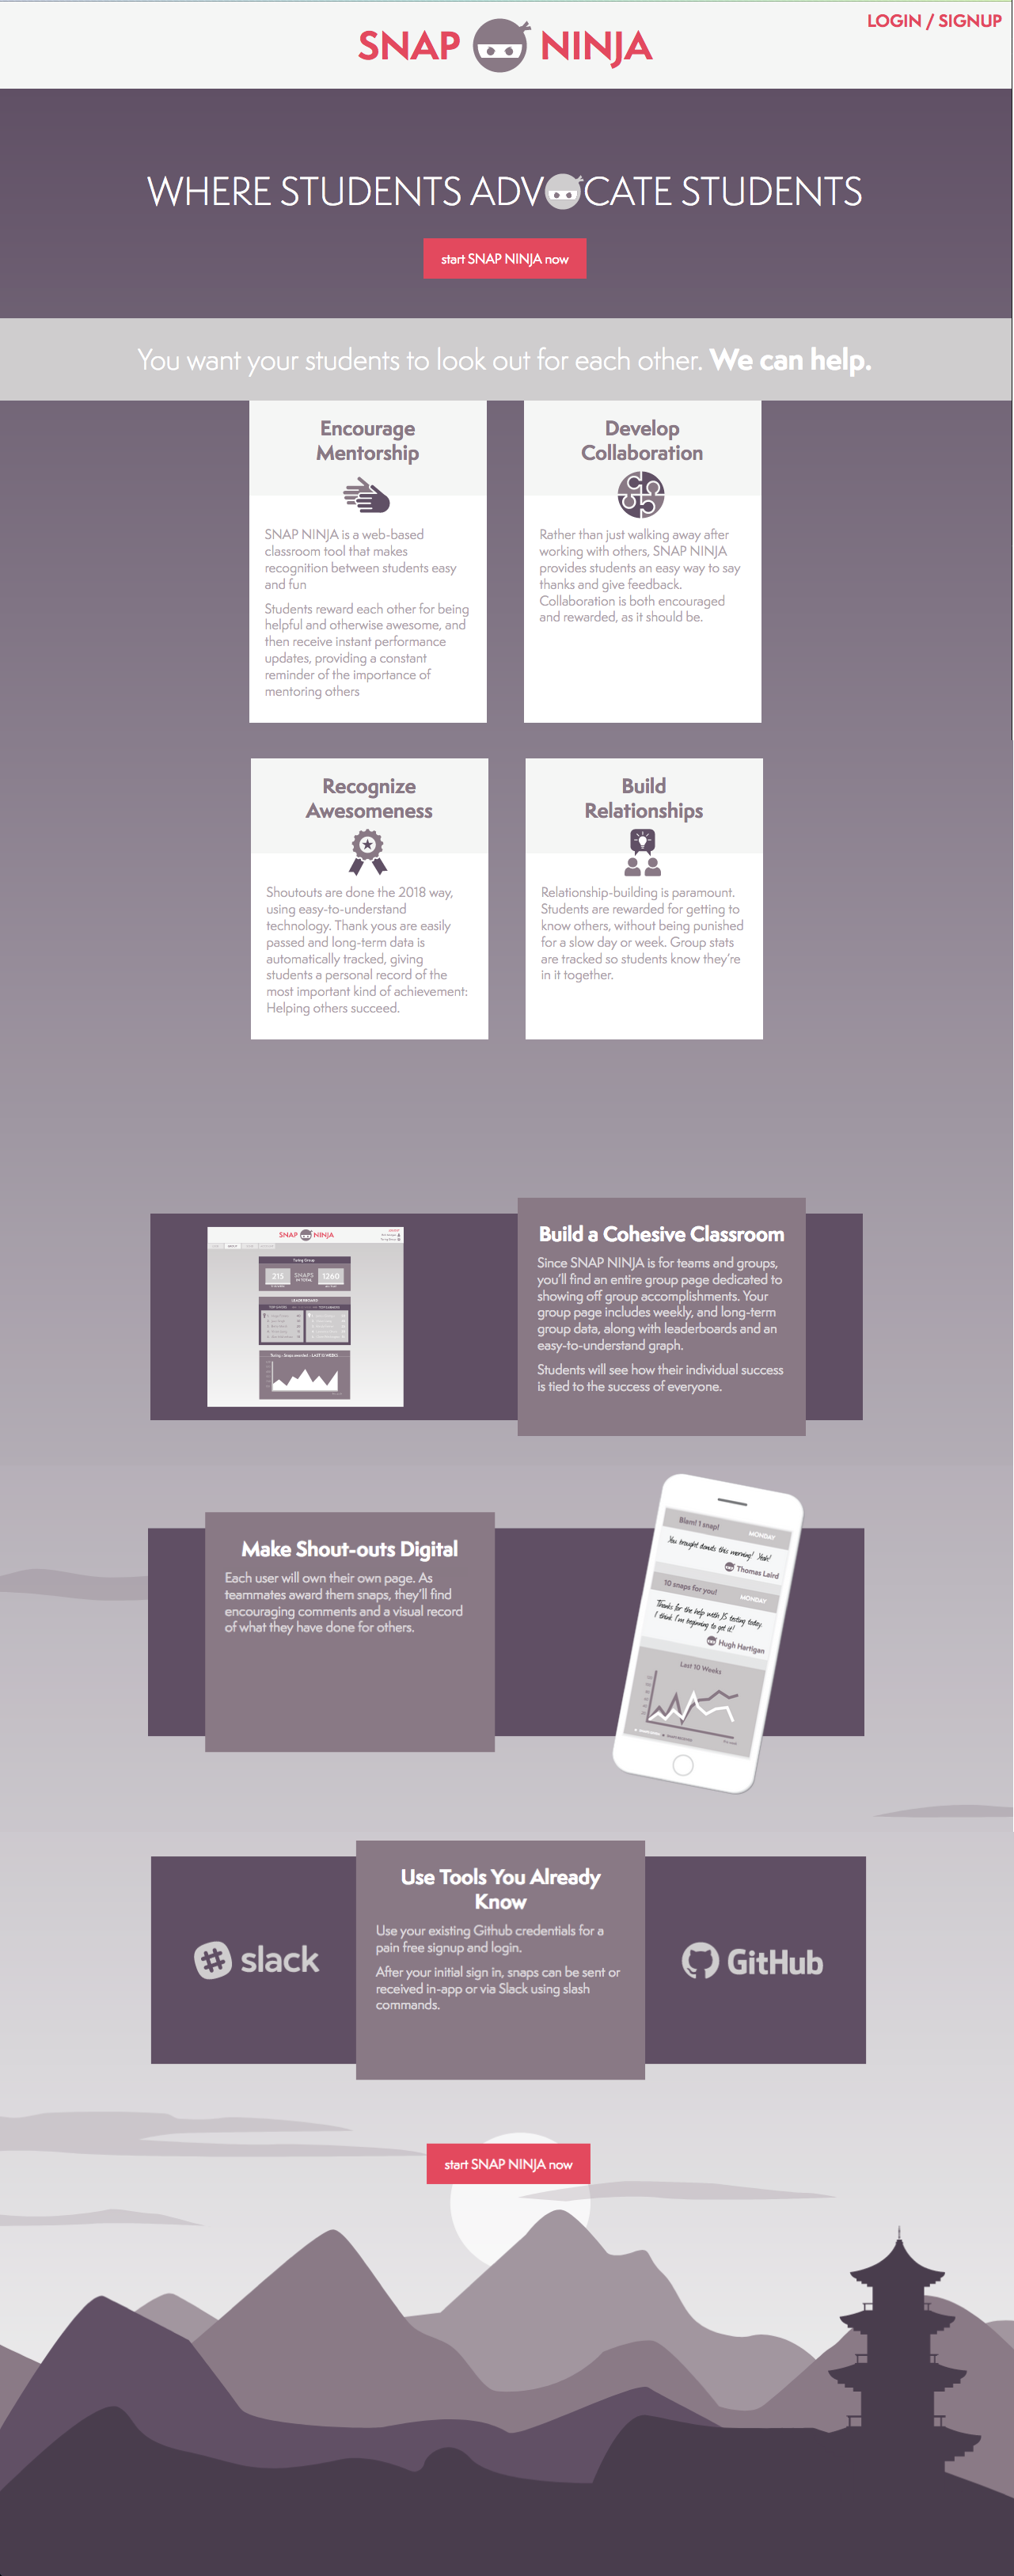 LOGIN / SIGNUP
SNAP NINJA
WHERE STUDENTS ADV CATE STUDENTS
start SNAP NINJA now
You want your students to look out for each other. We can help.
Encourage
Mentorship
SNAP NINJA is a web-based
classroom tool that makes
recognition between students easy
and fun
Students reward each other for being
helpful and otherwise awesome, and
then receive instant performance
updates, providing a constant
reminder of the importance of
mentoring others
Develop
Collaboration
Rather than just walking away after
working with others, SNAP NINJA
provides students an easy way to say
thanks and give feedback.
Collaboration is both encouraged
and rewarded, as it should be.
Recognize
Awesomeness
Shoutouts are done the 2018 way,
using easy-to-understand
technology. Thank yous are easily
passed and long-term data is
automatically tracked, giving
students a personal record of the
most important kind of achievement:
Helping others succeed.
Build
Relationships
Relationship-building is paramount.
Students are rewarded for getting to
know others, without being punished
for a slow day or week. Group stats
are tracked so students know they're
in it together.
SNAP NINJA
Turing Group
215 SNAPS 1260
IN TOTAL
LEADERBOARD
Build a Cohesive Classroom
Since SNAP NINJA is for teams and groups,
you'll find an entire group page dedicated to
showing off group accomplishments. Your
group page includes weekly, and long-term
group data, along with leaderboards and an
easy-to-understand graph.
Students will see how their individual success
is tied to the success of everyone.
Make Shout-outs Digital
Each user will own their own page. As
teammates award them snaps, they'll find
encouraging comments and a visual record
of what they have done for others.
Blam! 1 snap!
MONDAY
You brought donuts this morning! Yeah!
Thomas Laird
10 snaps for you!
MONDAY
Thanks for the help with JS testing today.
I think I'm beginning to get it!
Hugh Hartigan
Last 10 Weeks
slack
Use Tools You Already
Know
Use your existing Github credentials for a
pain free signup and login.
After your initial sign in, snaps can be sent or
received in-app or via Slack using slash
commands.
GitHub
start SNAP NINJA now